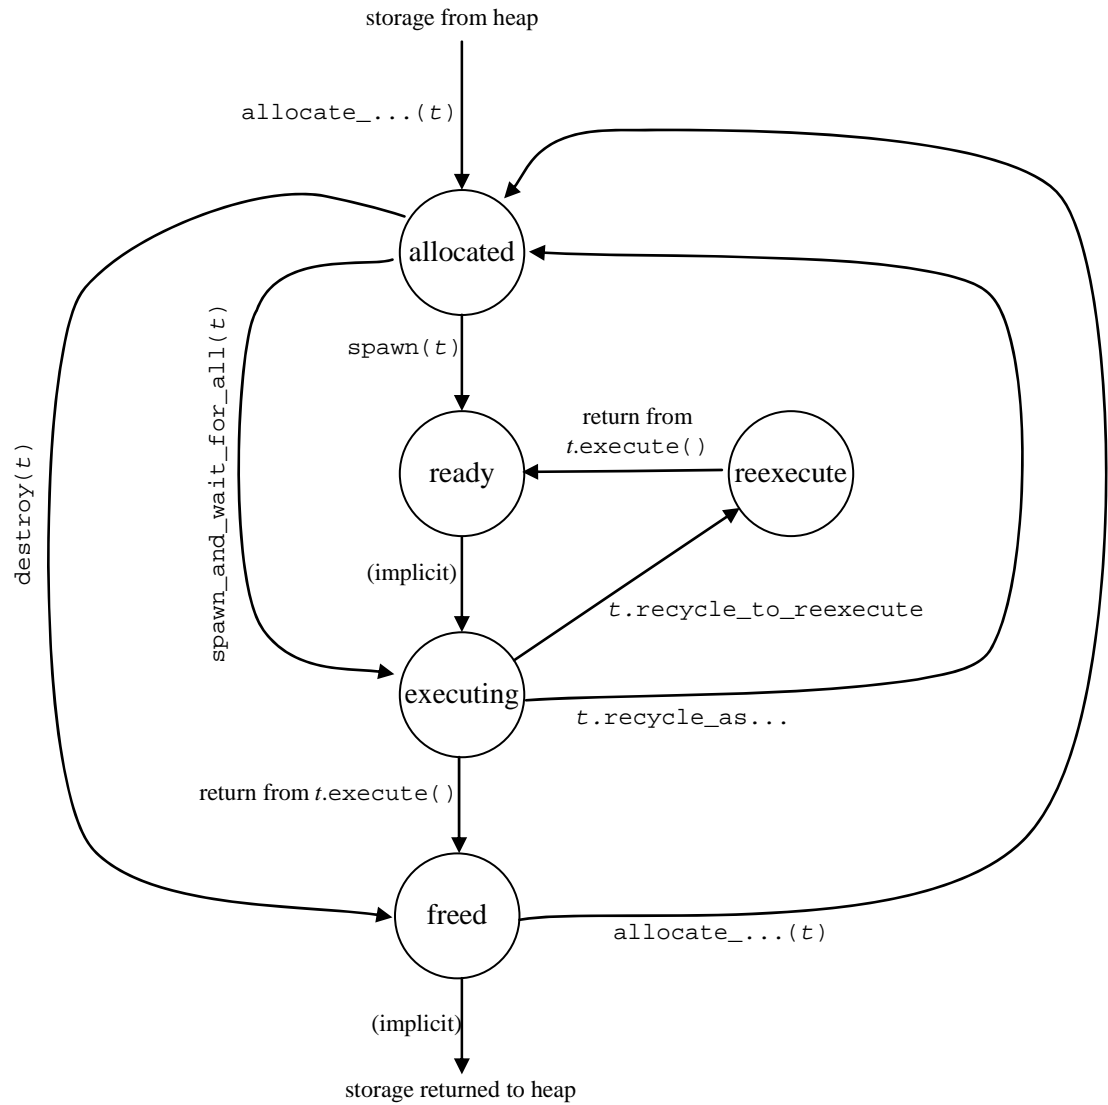 storage from heap
allocate_...(t)
allocated
spawn(t)
spawn_and_wait_for_all(t)
destroy(t)
return from
t.execute()
ready
reexecute
(implicit)
t.recycle_to_reexecute
executing
t.recycle_as...
return from t.execute()
freed
allocate_...(t)
(implicit)
storage returned to heap